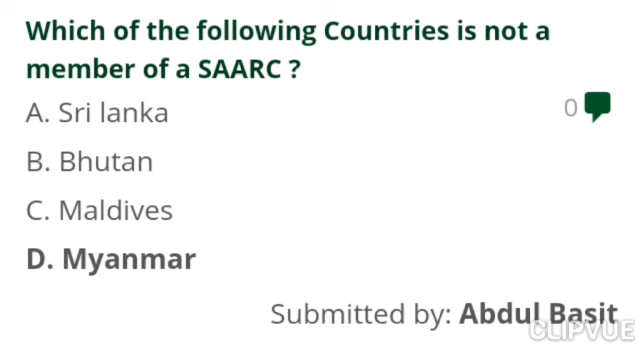 Which of the following Countries is not a
member of a SAARC ?
A. Sri lanka
0
B. Bhutan
C. Maldives
D. Myanmar
Submitted by: Abdul Basit
CLIPVUE